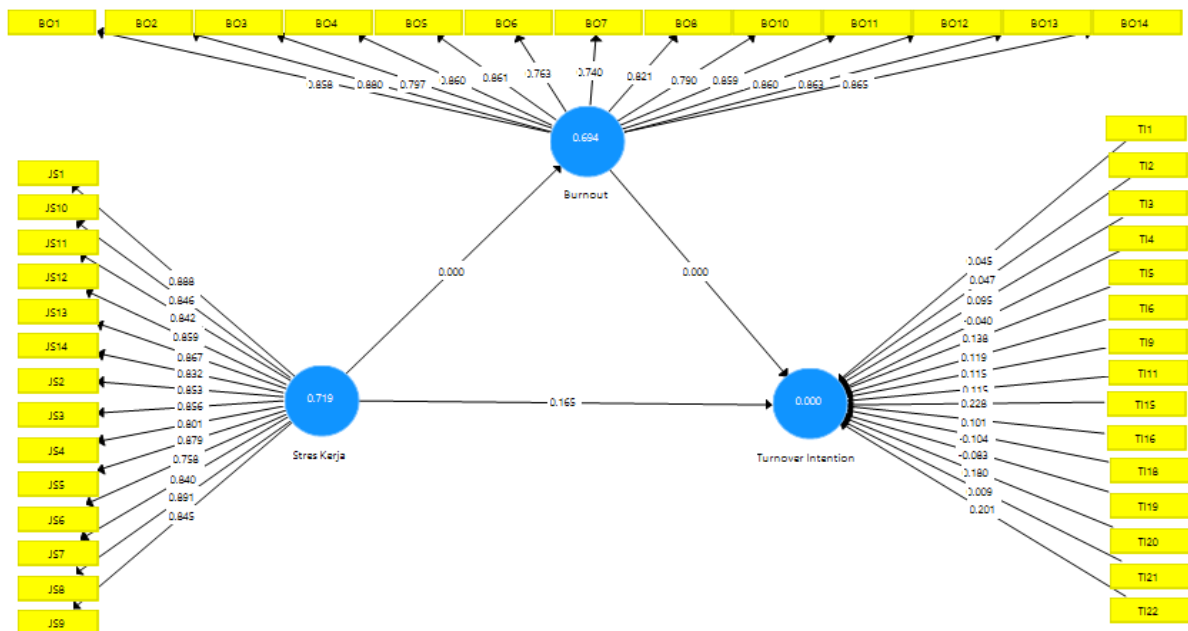 BO1 BO2 BO3 BO4 BO5 BO6 BO7 BO8 BO10 BO11 BO12 BO13 BO14
0.858 0.880 0.797 0.860 0.861 0.763 0.740 0.821 0.790 0.859 0.860 0.863 0.865
0.694
Burnout
JS1
JS10
JS11
JS12
JS13
JS14
JS2
JS3
JS4
JS5
JS6
JS7
JS8
JS9
0.888
0.846
0.842
0.859
0.867
0.832
0.853
0.856
0.801
0.879
0.758
0.840
0.891
0.845
0.719
Stres Kerja
0.000
0.000
0.165
0.000
Turnover Intention
0.045
-0.047
0.095
-0.040
0.138
0.119
0.115
0.115
0.228
0.101
-0.104
-0.083
0.180
0.009
0.201
TI1
TI2
TI3
TI4
TI5
TI6
TI9
TI11
TI15
TI16
TI18
TI19
TI20
TI21
TI22